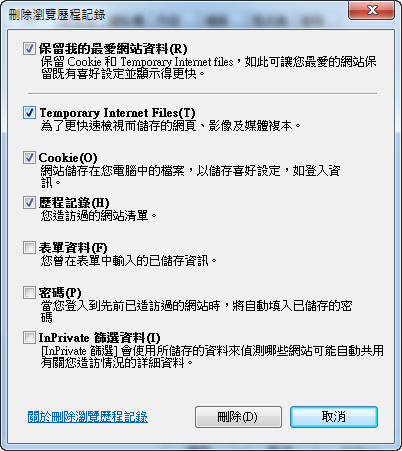 刪除瀏覽歷程記錄
保留我的最愛網站資料(R)
保留 Cookie 和 Temporary Internet files，如此可讓您最愛的網站保
留既有喜好設定並顯示得更快。
Temporary Internet Files(T)
為了更快速檢視而儲存的網頁、影像及媒體複本。
Cookie(O)
網站儲存在您電腦中的檔案，以儲存喜好設定，如登入資
訊。
歷程記錄(H)
您造訪過的網站清單。
表單資料(F)
您曾在表單中輸入的已儲存資訊。
密碼(P)
當您登入到先前已造訪過的網站時，將自動填入已儲存的密
碼
InPrivate 篩選資料(I)
[InPrivate 篩選] 會使用所儲存的資料來偵測哪些網站可能自動共用
有關您造訪情況的詳細資料。
關於刪除瀏覽歷程記錄 刪除(D) 取消